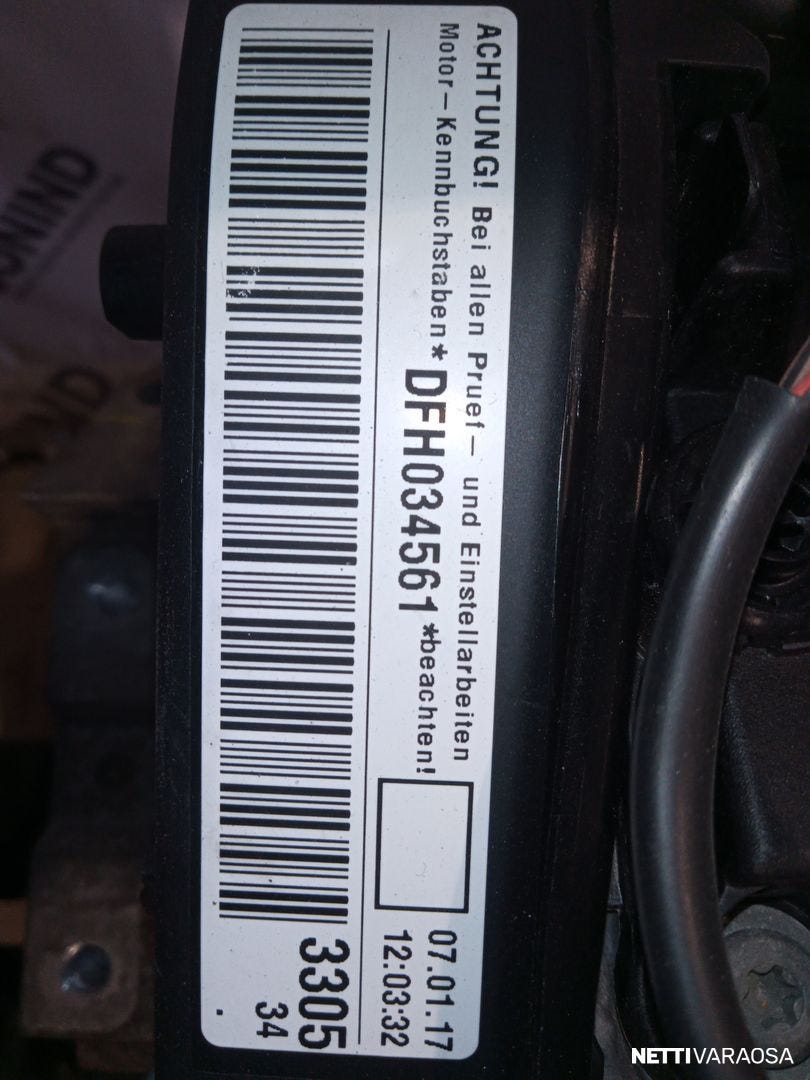 ACHTUNG! Bei allen Pruef- und Einstellarbeiten
Motor-Kennbuchstaben*DFH034561*beachten!
07.01.17
12:03:32
3305
34
NETTIVARAOSA